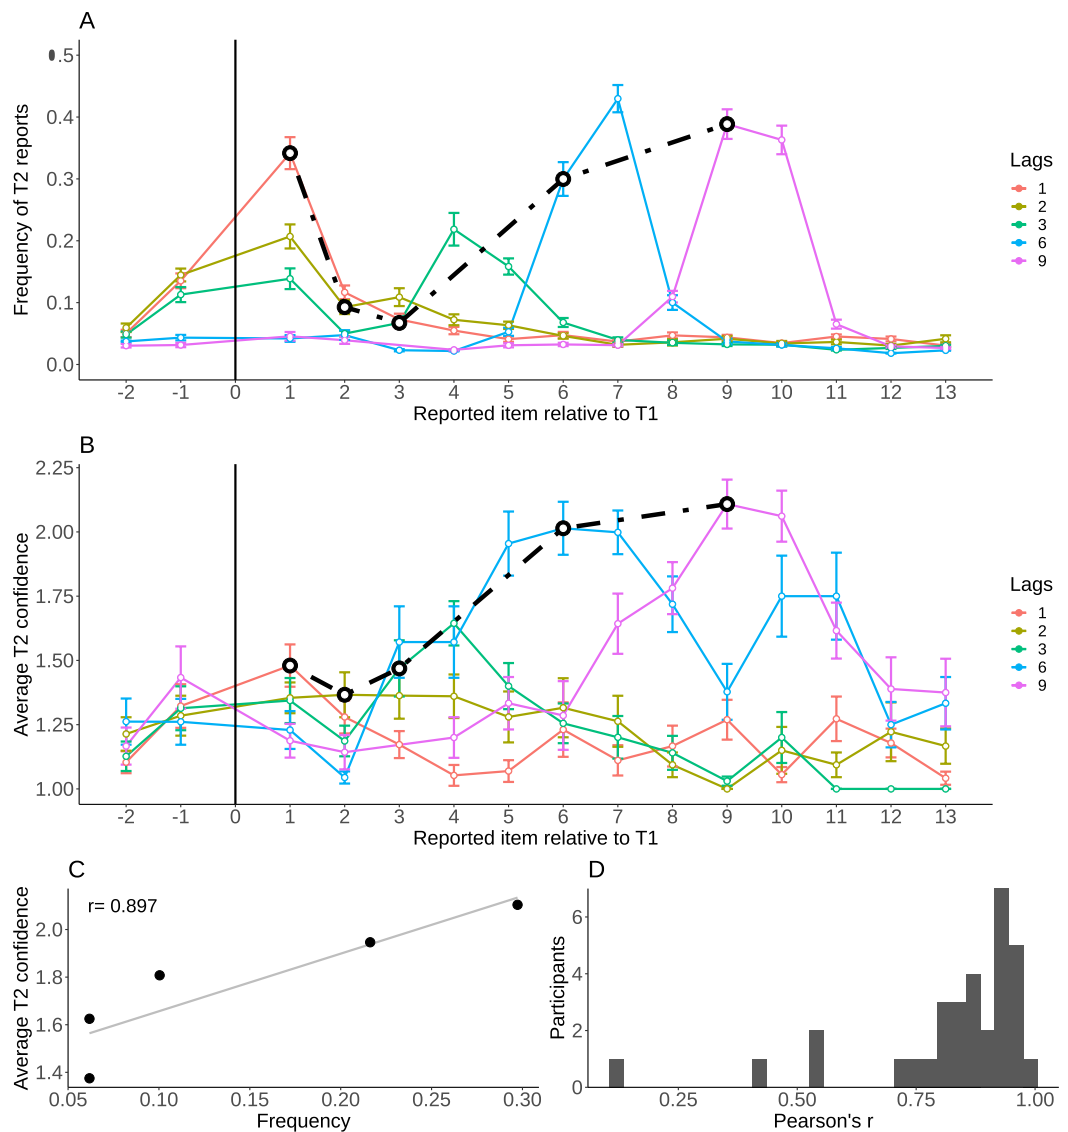 A
0.5
0.4
0.3
0.2
0.1
0.0
Frequency of T2 reports
-2 -1 0 1 2 3 4 5 6 7 8 9 10 11 12 13
Reported item relative to T1
Lags
1
2
3
6
9
B
2.25
2.00
1.75
1.50
1.25
1.00
Average T2 confidence
-2 -1 0 1 2 3 4 5 6 7 8 9 10 11 12 13
Reported item relative to T1
Lags
1
2
3
6
9
C
r= 0.897
2.0
1.8
1.6
1.4
Average T2 confidence
0.05 0.10 0.15 0.20 0.25 0.30
Frequency
D
6
4
2
0
Participants
0.25 0.50 0.75 1.00
Pearson's r